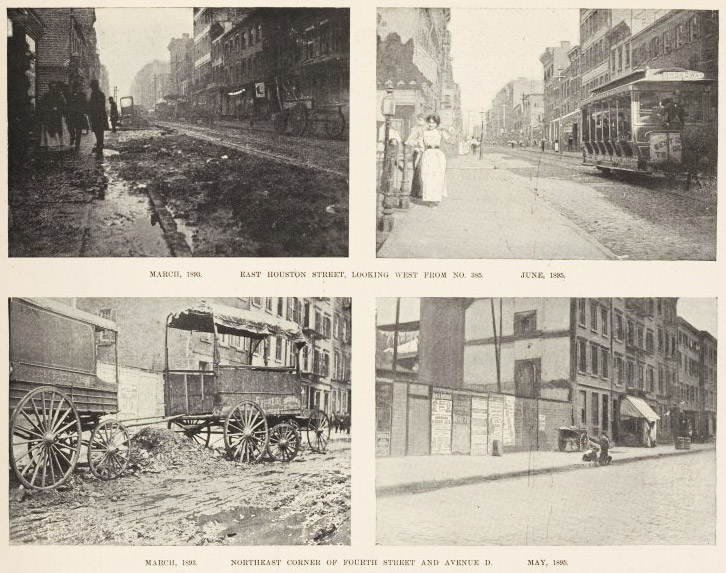 MARCH, 1893. EAST HOUSTON STREET, LOOKING WEST FROM NO. 385. JUNE, 1895.
MARCH, 1893. NORTHEAST CORNER OF FOURTH STREET AND AVENUE D. MAY, 1895.